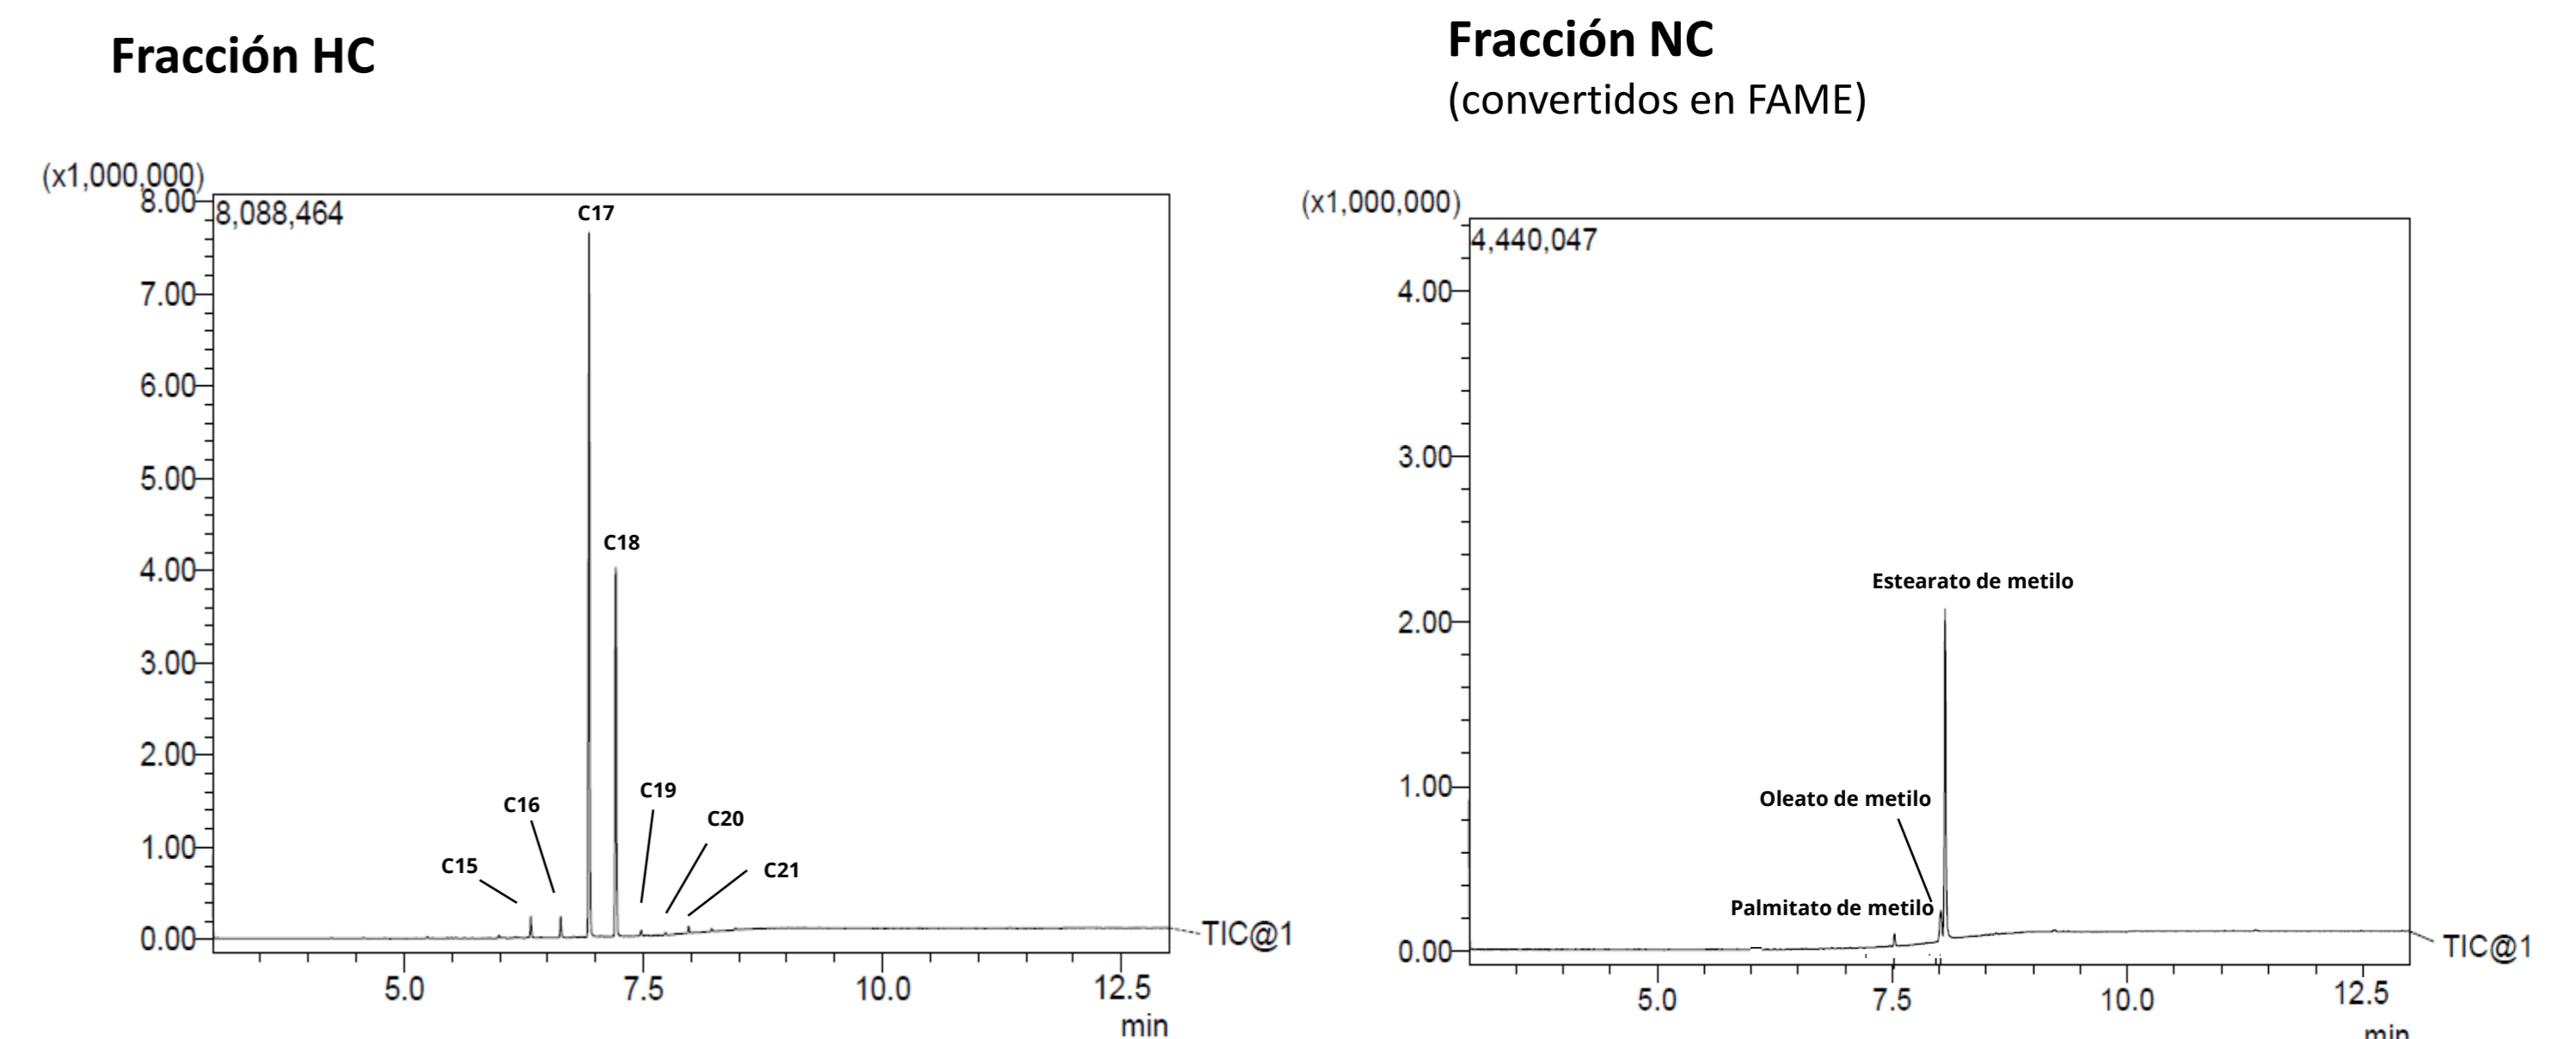 Fracción HC
(x1,000,000)
8,088,464
8.00
7.00
6.00
5.00
4.00
3.00
2.00
1.00
0.00
C17
C18
C19
C16
C20
C15
C21
TIC@1
5.0
7.5
10.0
12.5
min
Fracción NC
(convertidos en FAME)
(x1,000,000)
4,440,047
4.00
3.00
2.00
1.00
0.00
Estearato de metilo
Oleato de metilo
Palmitato de metilo
TIC@1
5.0
7.5
10.0
12.5
min